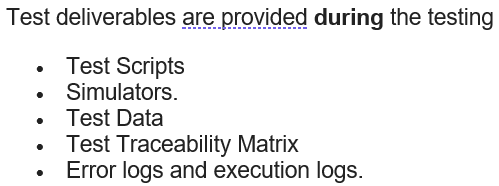 Test deliverables are provided during the testing
• Test Scripts
• Simulators.
• Test Data
• Test Traceability Matrix
• Error logs and execution logs.